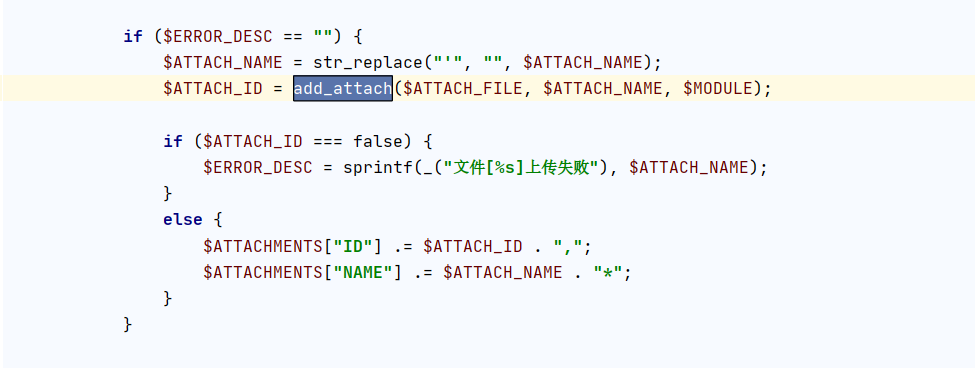 if ($ERROR_DESC == "") {
$ATTACH_NAME = str_replace("'", "", $ATTACH_NAME);
$ATTACH_ID = add_attach($ATTACH_FILE, $ATTACH_NAME, $MODULE);
if ($ATTACH_ID === false) {
$ERROR_DESC = sprintf(_("文件[%s]上传失败"), $ATTACH_NAME);
}
else {
$ATTACHMENTS["ID"] .= $ATTACH_ID . ",";
$ATTACHMENTS["NAME"] .= $ATTACH_NAME . "*";
}
}